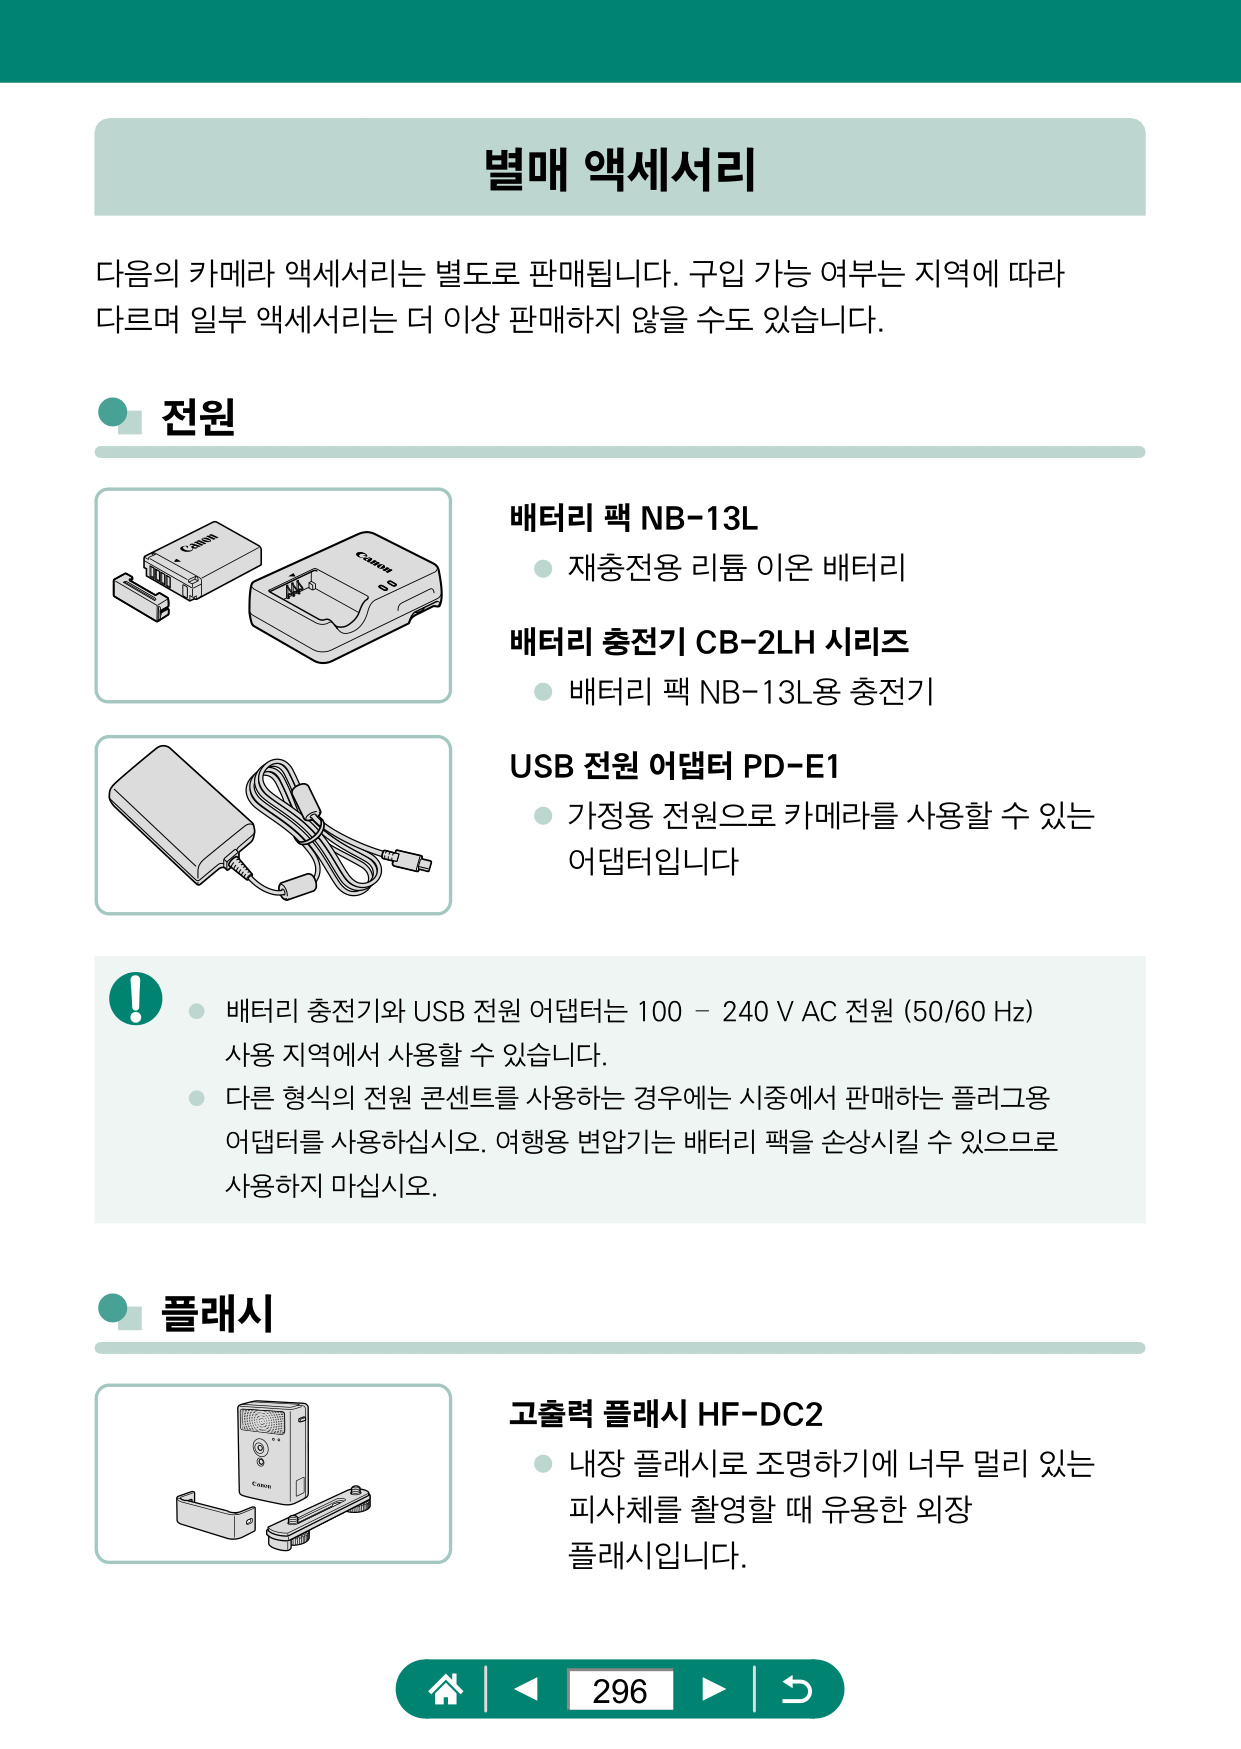 별매 액세서리
다음의 카메라 액세서리는 별도로 판매됩니다. 구입 가능 여부는 지역에 따라
다르며 일부 액세서리는 더 이상 판매하지 않을 수도 있습니다.
전원
Canon
Canon
배터리 팩 NB-13L
재충전용 리튬 이온 배터리
배터리 충전기 CB-2LH 시리즈
배터리 팩 NB-13L용 충전기
USB 전원 어댑터 PD-E1
가정용 전원으로 카메라를 사용할 수 있는
어댑터입니다
배터리 충전기와 USB 전원 어댑터는 100 – 240 V AC 전원 (50/60 Hz)
사용 지역에서 사용할 수 있습니다.
다른 형식의 전원 콘센트를 사용하는 경우에는 시중에서 판매하는 플러그용
어댑터를 사용하십시오. 여행용 변압기는 배터리 팩을 손상시킬 수 있으므로
사용하지 마십시오.
플래시
Canon
고출력 플래시 HF-DC2
내장 플래시로 조명하기에 너무 멀리 있는
피사체를 촬영할 때 유용한 외장
플래시입니다.
296